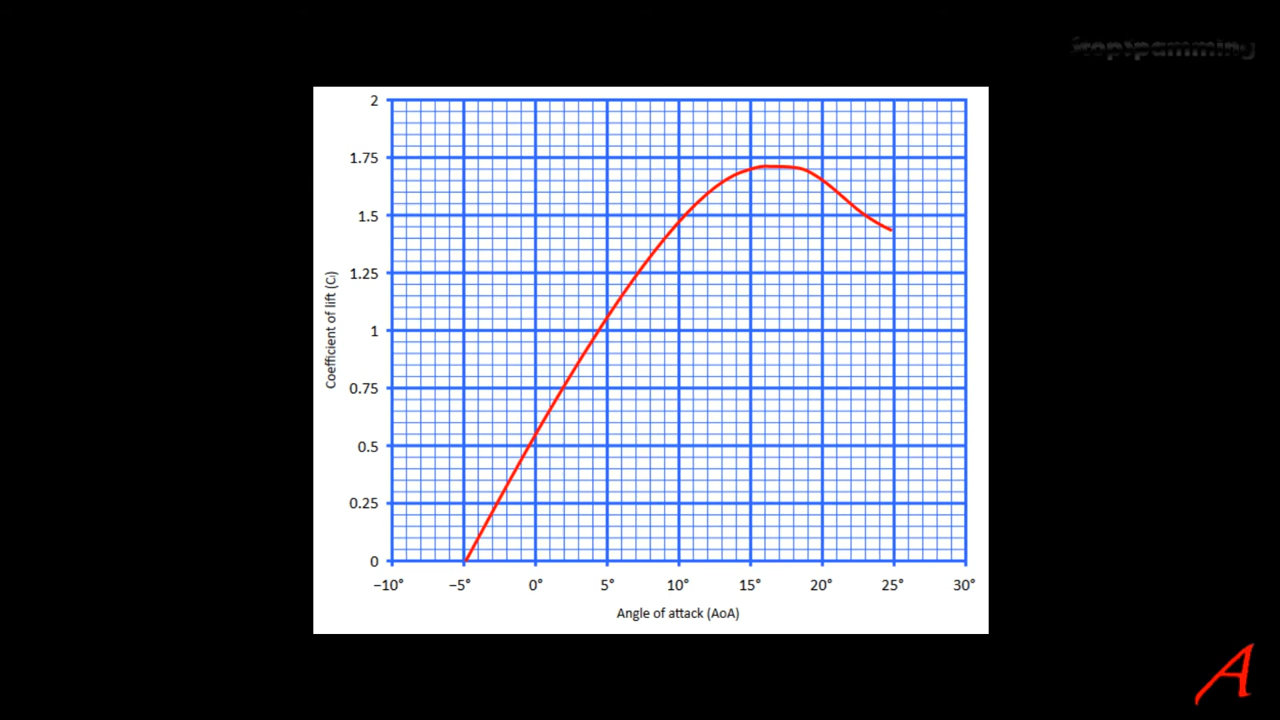 2
1.75
1.5
1.25
1
0.75
0.5
0.25
0
Coefficient of lift (Cₗ)
−10° −5° 0° 5° 10° 15° 20° 25° 30°
Angle of attack (AoA)
A